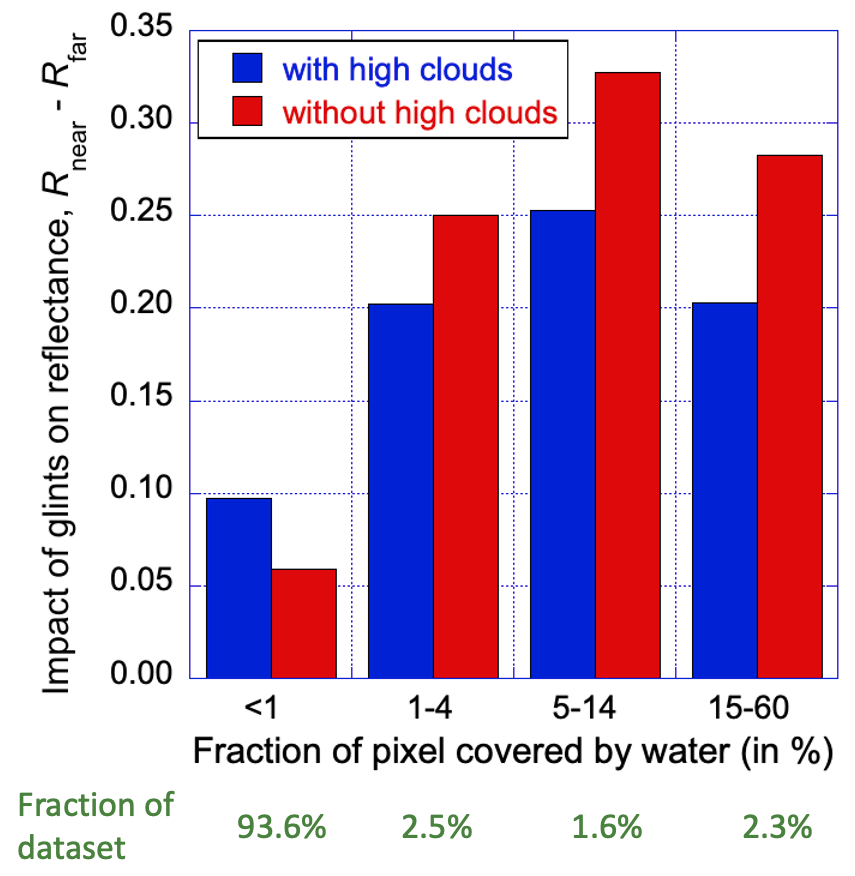 0.35
0.30
0.25
0.20
0.15
0.10
0.05
0.00
Impact of glints on reflectance, Rnear - Rfar
with high clouds
without high clouds
<1 1-4 5-14 15-60
Fraction of pixel covered by water (in %)
Fraction of
dataset
93.6% 2.5% 1.6% 2.3%